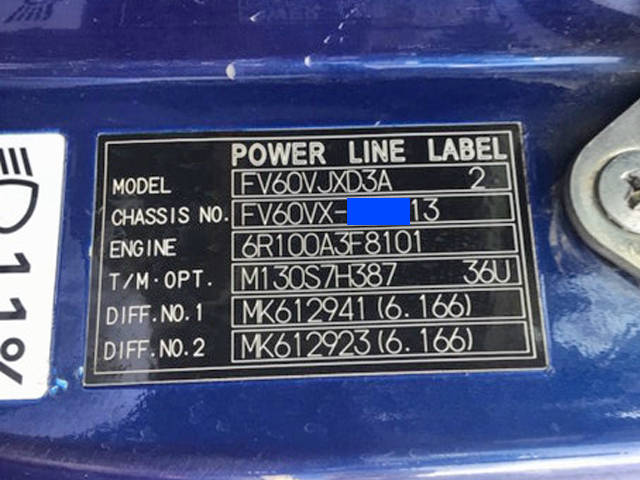 POWER LINE LABEL
MODEL FV60VJXD3A 2
CHASSIS NO. FV60VX- 13
ENGINE 6R100A3F8101
T/M·OPT. M130S7H387 36U
DIFF.NO.1 MK612941(6.166)
DIFF.NO.2 MK612923(6.166)
11%